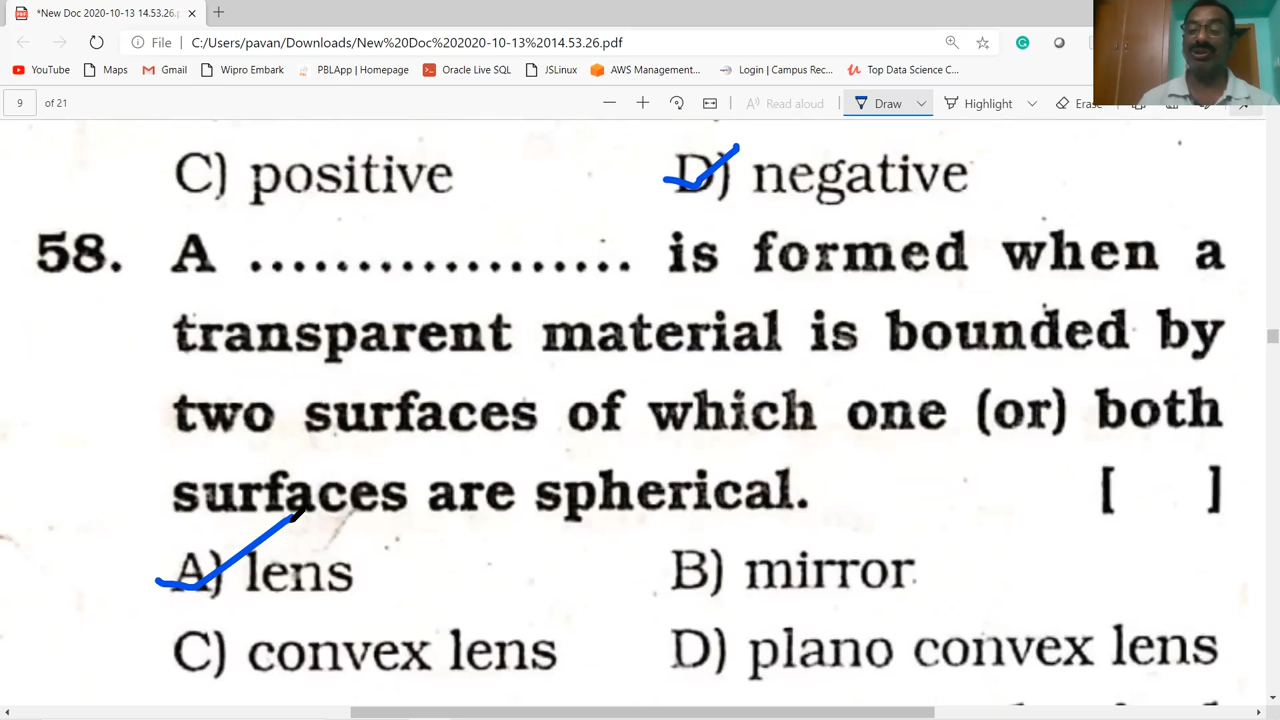 *New Doc 2020-10-13 14.53.26.p
File C:/Users/pavan/Downloads/New%20Doc%202020-10-13%2014.53.26.pdf
YouTube Maps Gmail Wipro Embark PBLApp | Homepage Oracle Live SQL JSLinux AWS Management... Login | Campus Rec... Top Data Science C...
9 of 21 Read aloud Draw Highlight Erase
C) positive D) negative
58. A .................. is formed when a
transparent material is bounded by
two surfaces of which one (or) both
surfaces are spherical. [ ]
A) lens B) mirror
C) convex lens D) plano convex lens